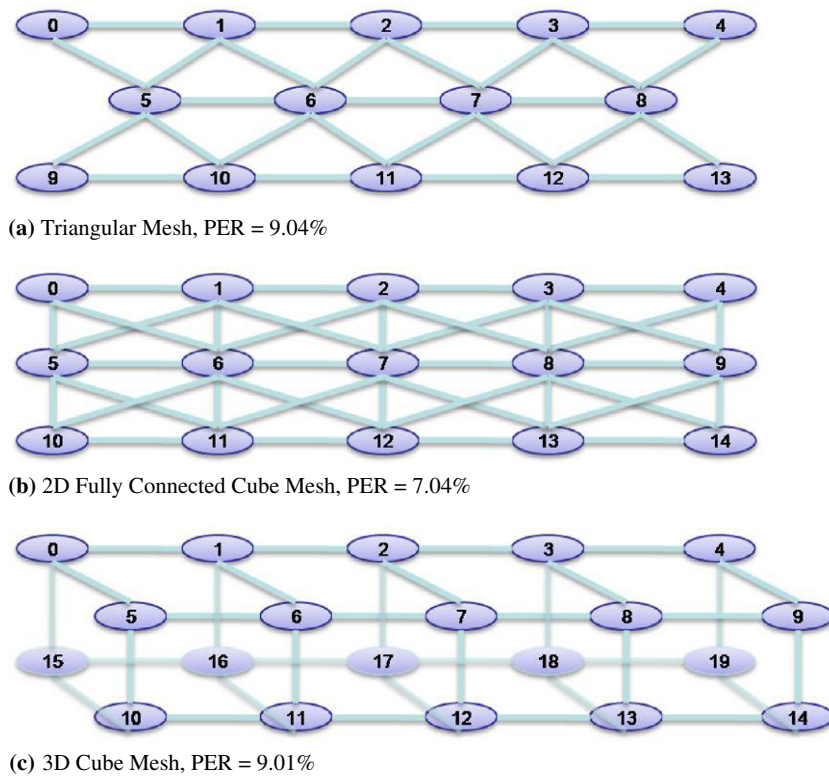 0 1 2 3 4
5 6 7 8
9 10 11 12 13
(a) Triangular Mesh, PER = 9.04%
0 1 2 3 4
5 6 7 8 9
10 11 12 13 14
(b) 2D Fully Connected Cube Mesh, PER = 7.04%
0 1 2 3 4
5 6 7 8 9
15 16 17 18 19
10 11 12 13 14
(c) 3D Cube Mesh, PER = 9.01%